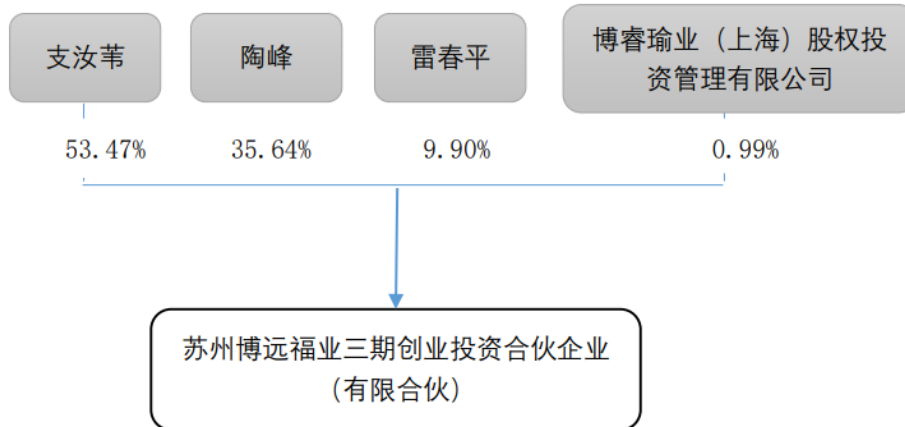 支汝苇
陶峰
雷春平
博睿瑜业（上海）股权投
资管理有限公司
53.47%
35.64%
9.90%
0.99%
苏州博远福业三期创业投资合伙企业
（有限合伙）